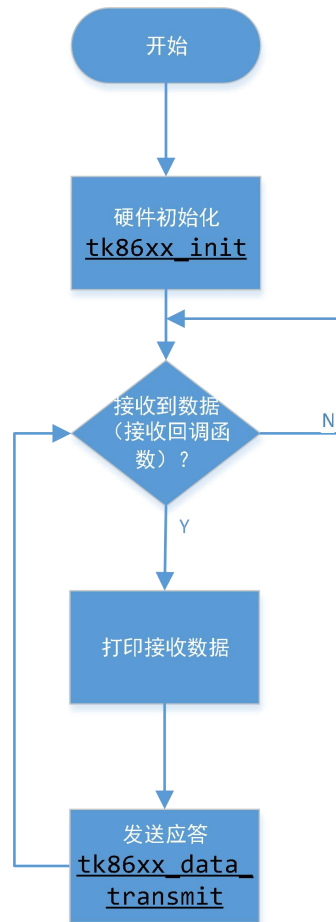 开始
硬件初始化
tk86xx_init
接收到数据
（接收回调函
数）？
N
Y
打印接收数据
发送应答
tk86xx_data_
transmit